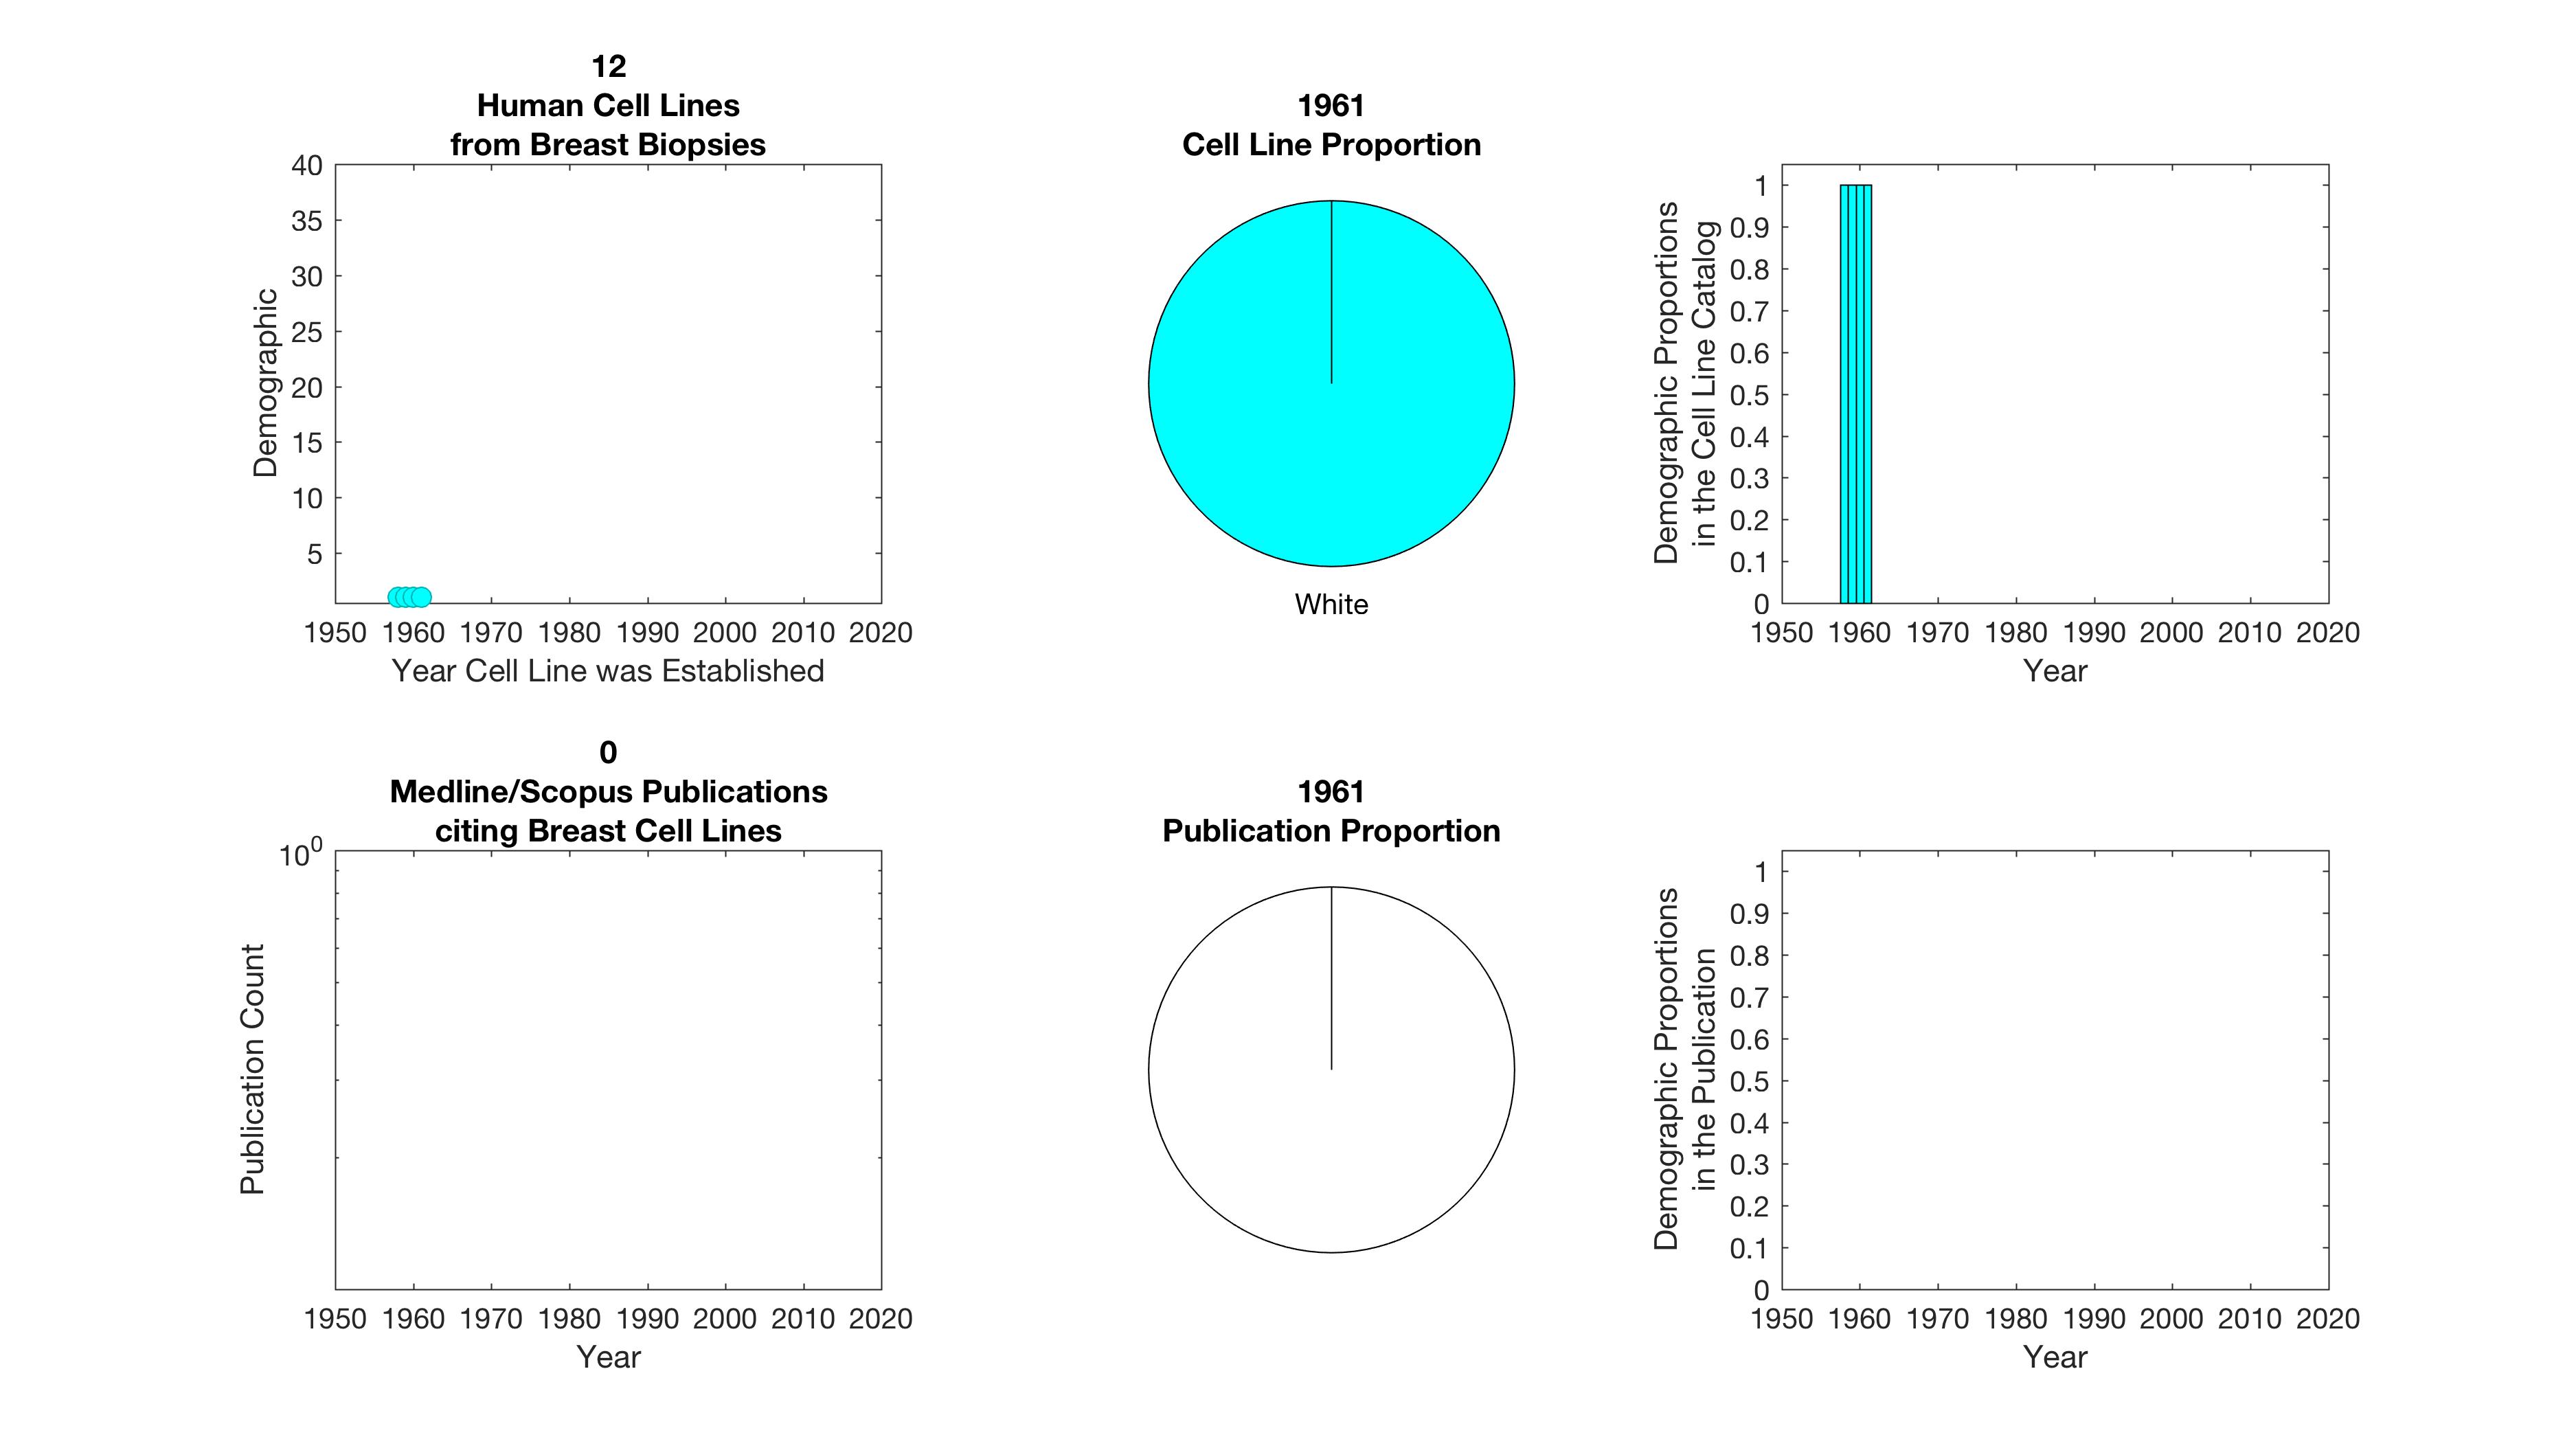 12
Human Cell Lines
from Breast Biopsies
40
35
30
25
20
15
10
5
Demographic
1950 1960 1970 1980 1990 2000 2010 2020
Year Cell Line was Established
1961
Cell Line Proportion
White
Demographic Proportions
in the Cell Line Catalog
1
0.9
0.8
0.7
0.6
0.5
0.4
0.3
0.2
0.1
0
1950 1960 1970 1980 1990 2000 2010 2020
Year
0
Medline/Scopus Publications
citing Breast Cell Lines
10⁰
Publication Count
1950 1960 1970 1980 1990 2000 2010 2020
Year
1961
Publication Proportion
Demographic Proportions
in the Publication
1
0.9
0.8
0.7
0.6
0.5
0.4
0.3
0.2
0.1
0
1950 1960 1970 1980 1990 2000 2010 2020
Year